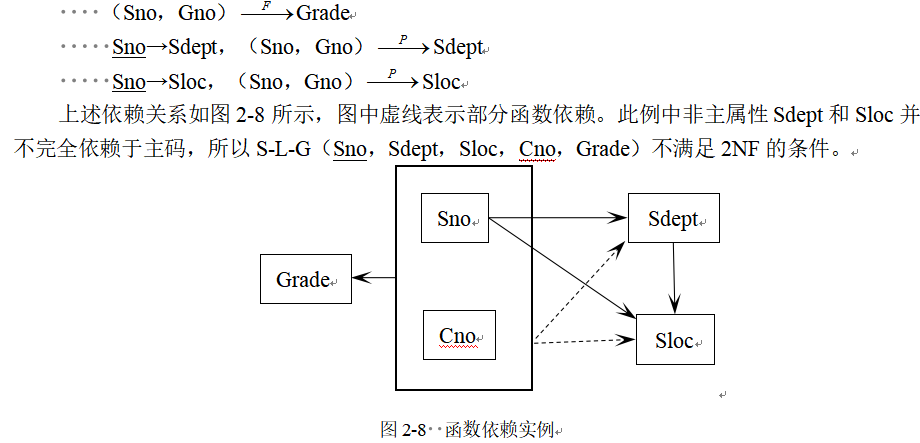 （Sno，Gno）F→Grade
Sno→Sdept，（Sno，Gno）P→Sdept
Sno→Sloc，（Sno，Gno）P→Sloc
上述依赖关系如图 2-8 所示，图中虚线表示部分函数依赖。此例中非主属性 Sdept 和 Sloc 并
不完全依赖于主码，所以 S-L-G（Sno，Sdept，Sloc，Cno，Grade）不满足 2NF 的条件。
Sno
Sdept
Grade
Cno
Sloc
图 2-8 函数依赖实例